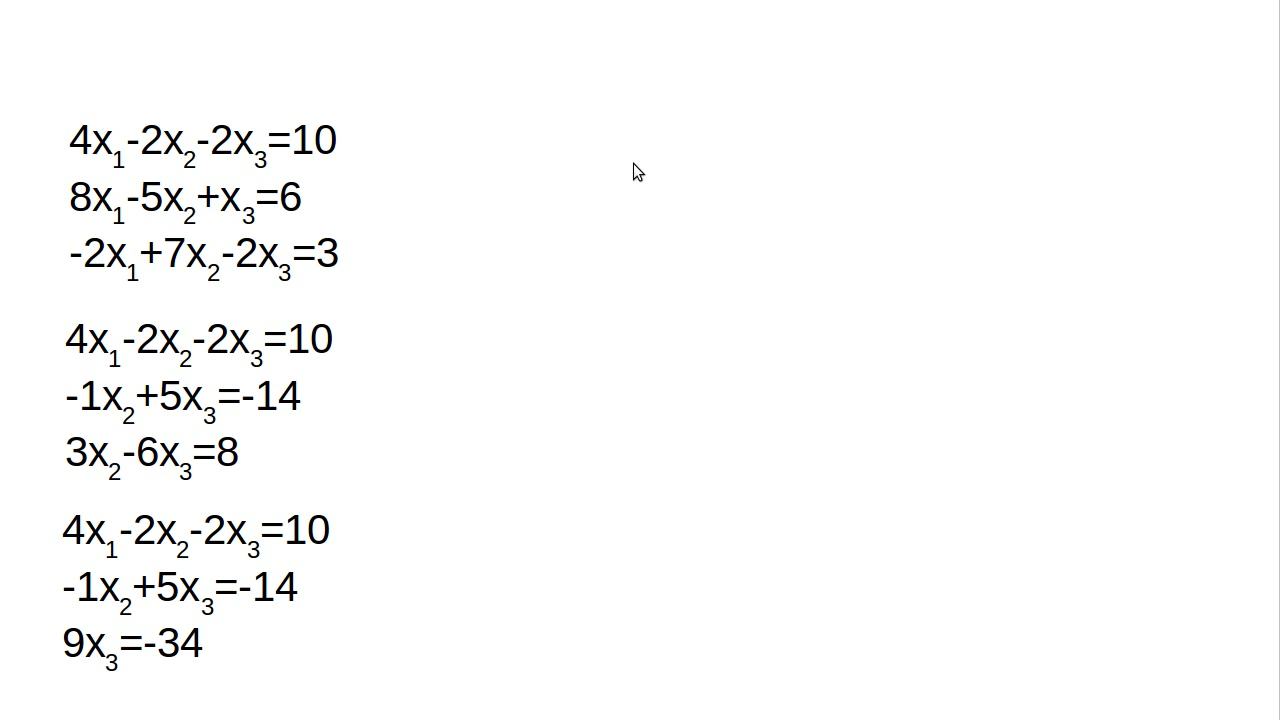 4x₁-2x₂-2x₃=10
8x₁-5x₂+x₃=6
-2x₁+7x₂-2x₃=3
4x₁-2x₂-2x₃=10
-1x₂+5x₃=-14
3x₂-6x₃=8
4x₁-2x₂-2x₃=10
-1x₂+5x₃=-14
9x₃=-34